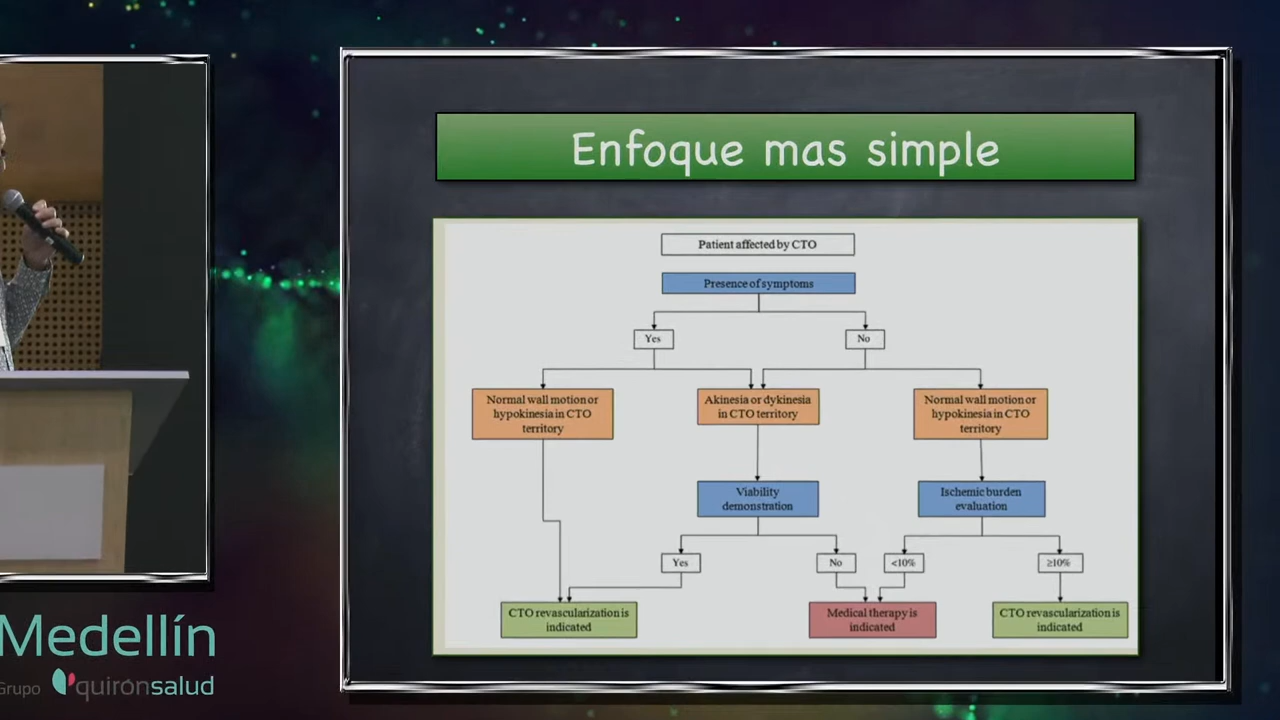 Enfoque mas simple
Patient affected by CTO
Presence of symptoms
Yes
No
Normal wall motion or
hypokinesia in CTO
territory
Akinesia or dykinesia
in CTO territory
Normal wall motion or
hypokinesia in CTO
territory
Viability
demonstration
Ischemic burden
evaluation
Yes
No
<10%
≥10%
CTO revascularization is
indicated
Medical therapy is
indicated
CTO revascularization is
indicated
Medellín
Grupo quirónsalud